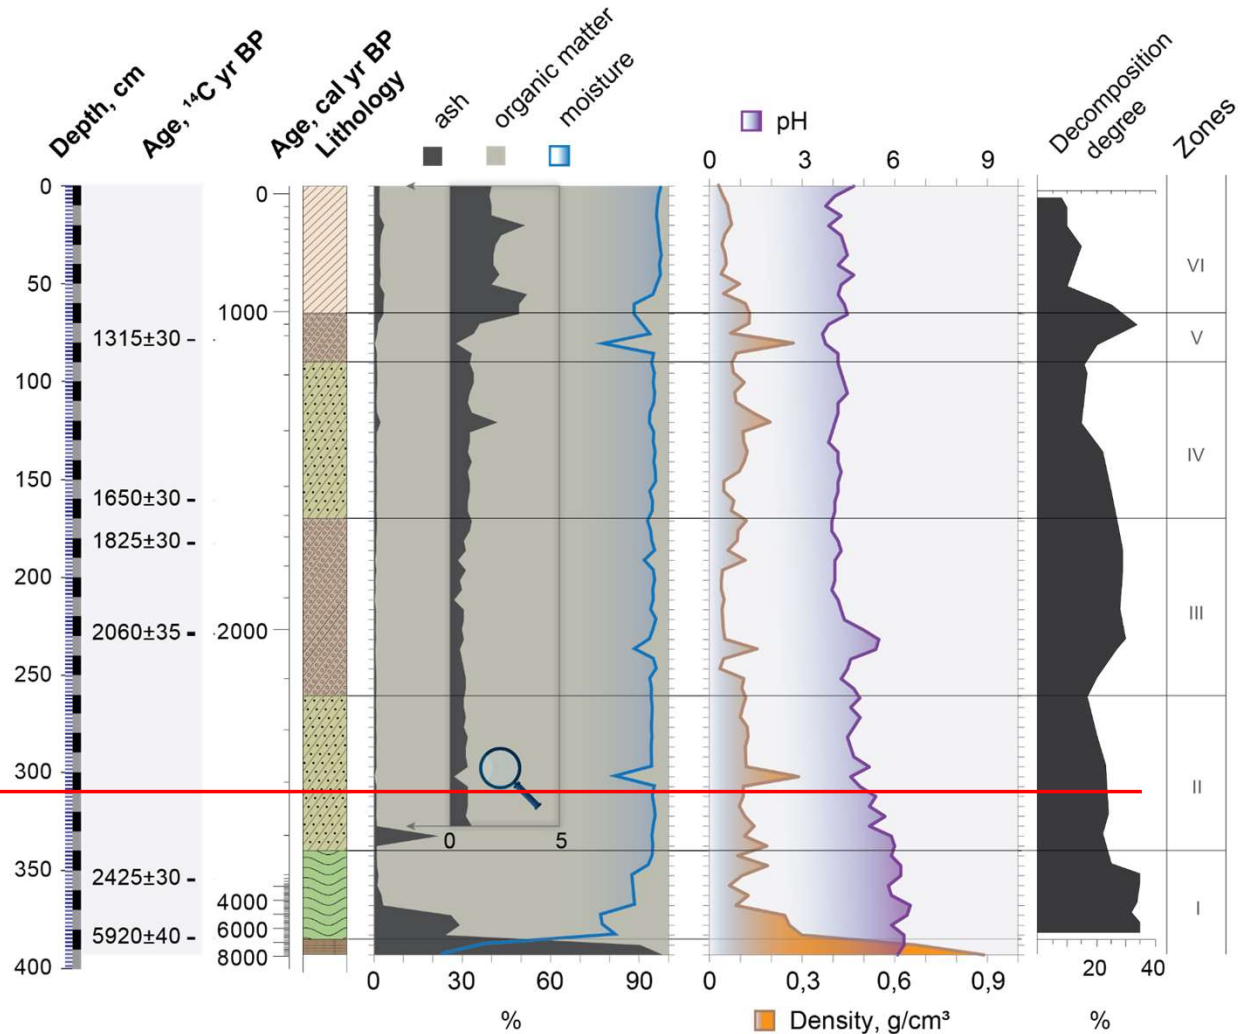 Depth, cm
Age, ¹⁴C yr BP
Age, cal yr BP
Lithology
ash
organic matter
moisture
pH
Decomposition
degree
Zones
0 3 6 9
0
50
100
150
200
250
300
350
400
1315±30 -
1650±30 -
1825±30 -
2060±35 -
2425±30 -
5920±40 -
0
1000
2000
4000
6000
8000
0 5
VI
V
IV
III
II
I
0 30 60 90
%
0 0,3 0,6 0,9
Density, g/cm³
20 40
%